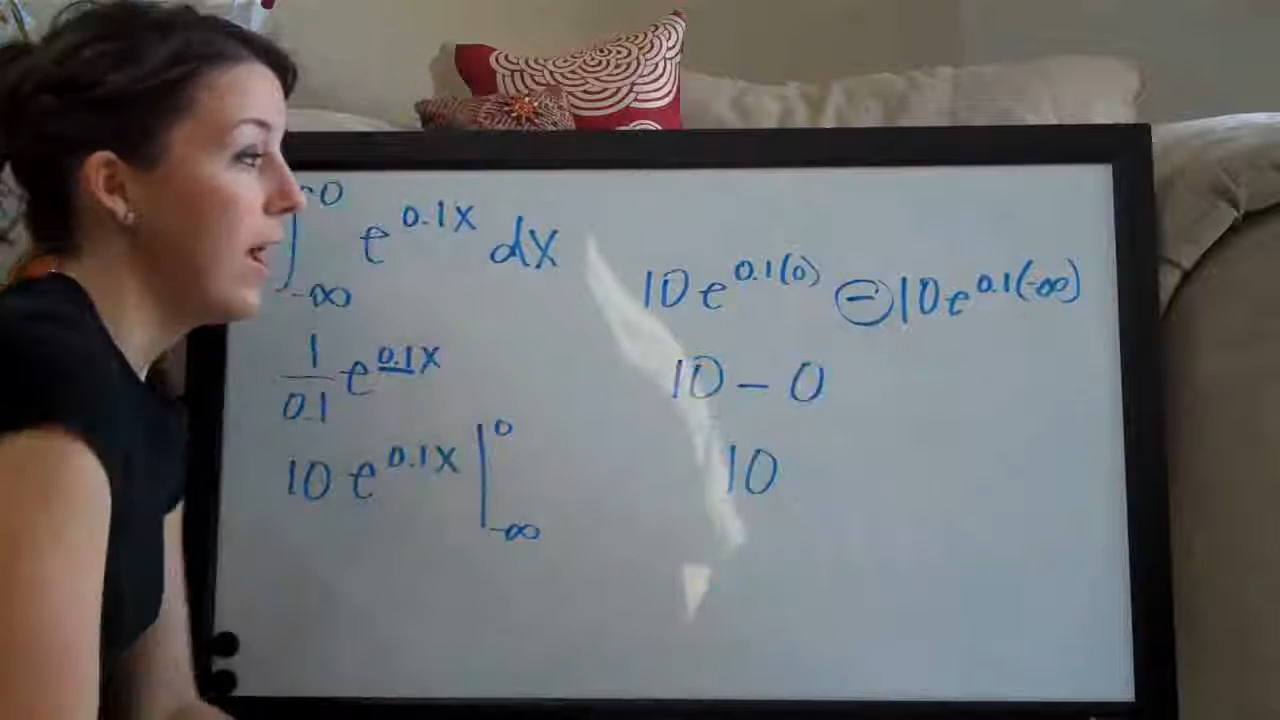 ∫ 0 -∞ e^0.1x dx
1/0.1 e^0.1x
10 e^0.1x | 0 -∞
10e^0.1(0) - 10e^0.1(-∞)
10 - 0
10